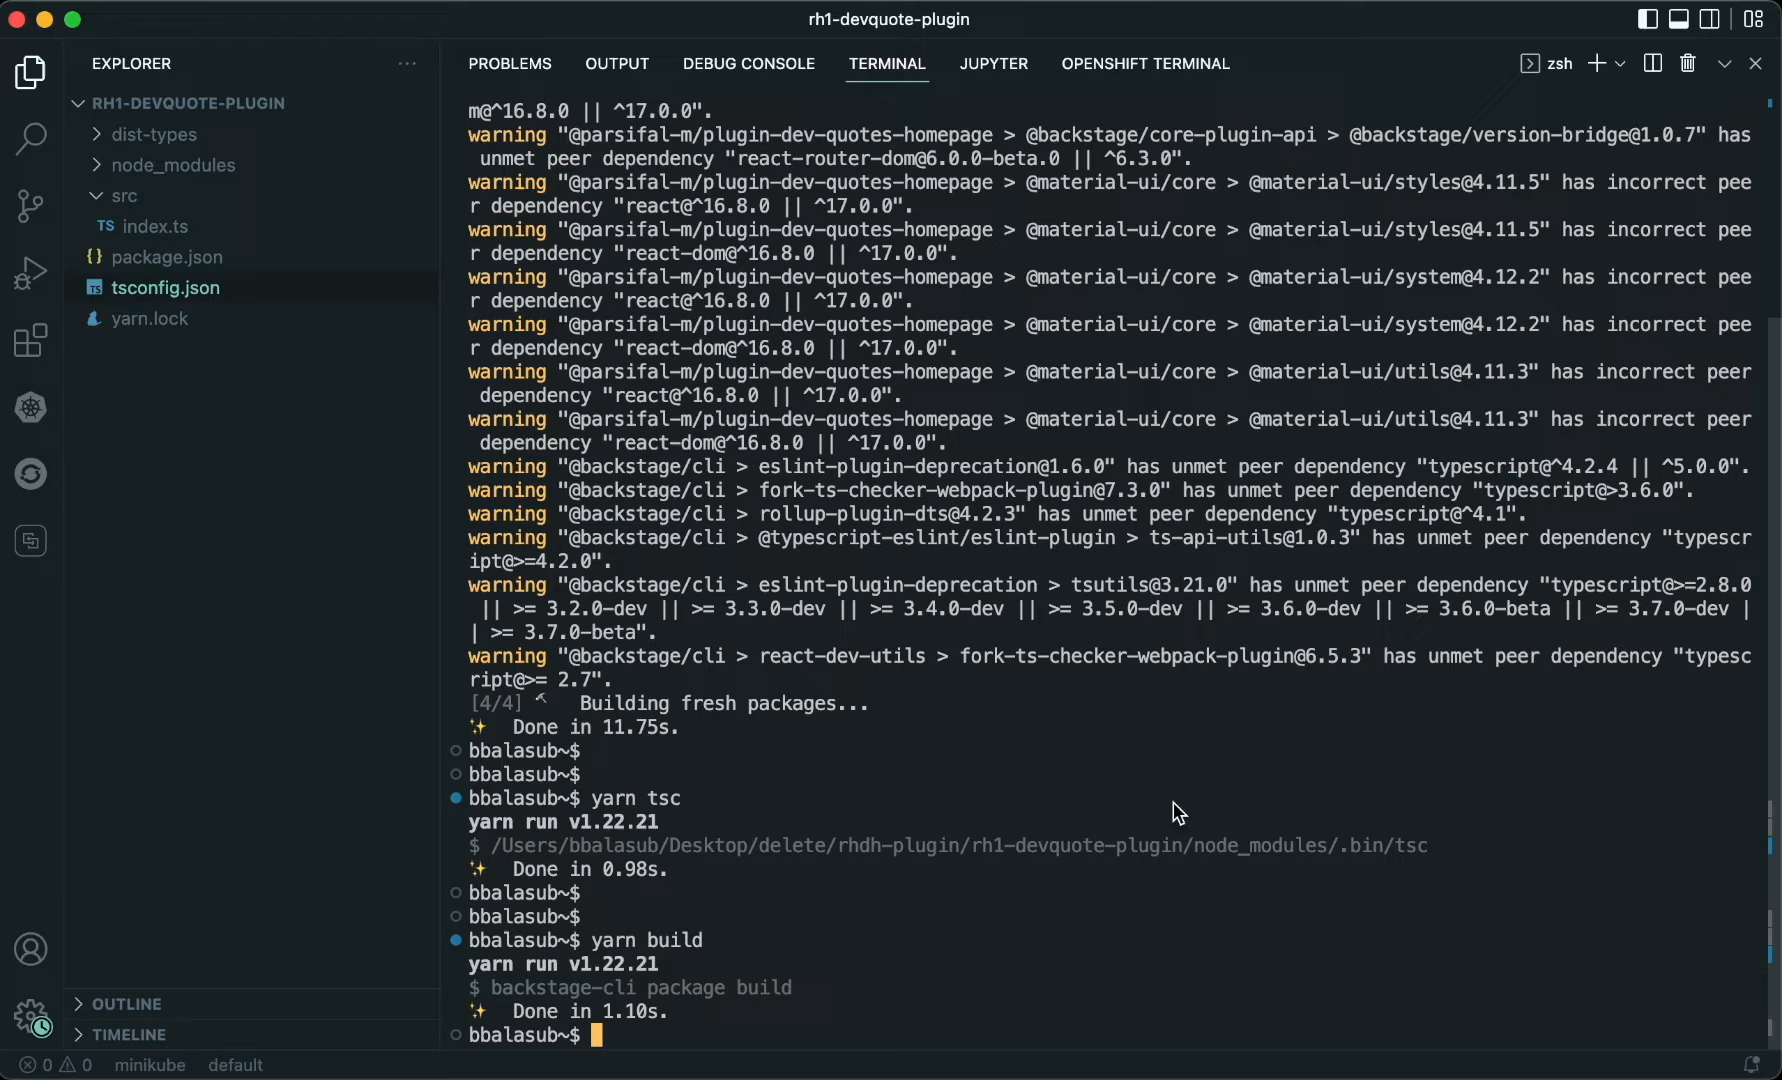 rh1-devquote-plugin
EXPLORER
PROBLEMS OUTPUT DEBUG CONSOLE TERMINAL JUPYTER OPENSHIFT TERMINAL
zsh
RH1-DEVQUOTE-PLUGIN
dist-types
node_modules
src
TS index.ts
{} package.json
TS tsconfig.json
yarn.lock
m@^16.8.0 || ^17.0.0".
warning "@parsifal-m/plugin-dev-quotes-homepage > @backstage/core-plugin-api > @backstage/version-bridge@1.0.7" has
unmet peer dependency "react-router-dom@6.0.0-beta.0 || ^6.3.0".
warning "@parsifal-m/plugin-dev-quotes-homepage > @material-ui/core > @material-ui/styles@4.11.5" has incorrect pee
r dependency "react@^16.8.0 || ^17.0.0".
warning "@parsifal-m/plugin-dev-quotes-homepage > @material-ui/core > @material-ui/styles@4.11.5" has incorrect pee
r dependency "react-dom@^16.8.0 || ^17.0.0".
warning "@parsifal-m/plugin-dev-quotes-homepage > @material-ui/core > @material-ui/system@4.12.2" has incorrect pee
r dependency "react@^16.8.0 || ^17.0.0".
warning "@parsifal-m/plugin-dev-quotes-homepage > @material-ui/core > @material-ui/system@4.12.2" has incorrect pee
r dependency "react-dom@^16.8.0 || ^17.0.0".
warning "@parsifal-m/plugin-dev-quotes-homepage > @material-ui/core > @material-ui/utils@4.11.3" has incorrect peer
dependency "react@^16.8.0 || ^17.0.0".
warning "@parsifal-m/plugin-dev-quotes-homepage > @material-ui/core > @material-ui/utils@4.11.3" has incorrect peer
dependency "react-dom@^16.8.0 || ^17.0.0".
warning "@backstage/cli > eslint-plugin-deprecation@1.6.0" has unmet peer dependency "typescript@^4.2.4 || ^5.0.0".
warning "@backstage/cli > fork-ts-checker-webpack-plugin@7.3.0" has unmet peer dependency "typescript@>3.6.0".
warning "@backstage/cli > rollup-plugin-dts@4.2.3" has unmet peer dependency "typescript@^4.1".
warning "@backstage/cli > @typescript-eslint/eslint-plugin > ts-api-utils@1.0.3" has unmet peer dependency "typescr
ipt@>=4.2.0".
warning "@backstage/cli > eslint-plugin-deprecation > tsutils@3.21.0" has unmet peer dependency "typescript@>=2.8.0
|| >= 3.2.0-dev || >= 3.3.0-dev || >= 3.4.0-dev || >= 3.5.0-dev || >= 3.6.0-dev || >= 3.6.0-beta || >= 3.7.0-dev |
| >= 3.7.0-beta".
warning "@backstage/cli > react-dev-utils > fork-ts-checker-webpack-plugin@6.5.3" has unmet peer dependency "typesc
ript@>= 2.7".
[4/4] Building fresh packages...
✨ Done in 11.75s.
bbalasub~$
bbalasub~$
bbalasub~$ yarn tsc
yarn run v1.22.21
$ /Users/bbalasub/Desktop/delete/rhdh-plugin/rh1-devquote-plugin/node_modules/.bin/tsc
✨ Done in 0.98s.
bbalasub~$
bbalasub~$
bbalasub~$ yarn build
yarn run v1.22.21
$ backstage-cli package build
✨ Done in 1.10s.
bbalasub~$
OUTLINE
TIMELINE
0 0 minikube default